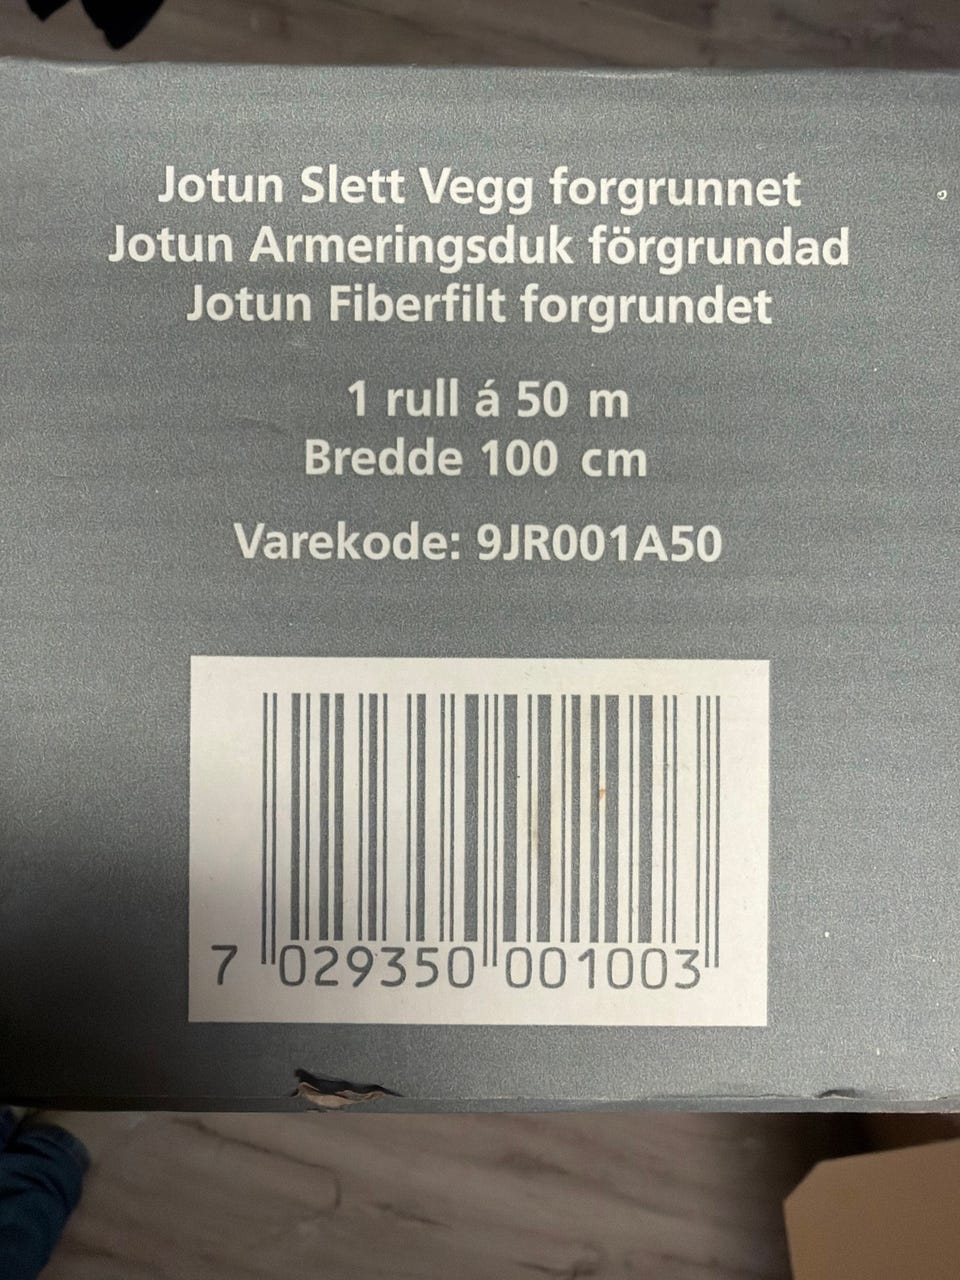 Jotun Slett Vegg forgrunnet
Jotun Armeringsduk förgrundad
Jotun Fiberfilt forgrundet
1 rull á 50 m
Bredde 100 cm
Varekode: 9JR001A50
7 029350 001003